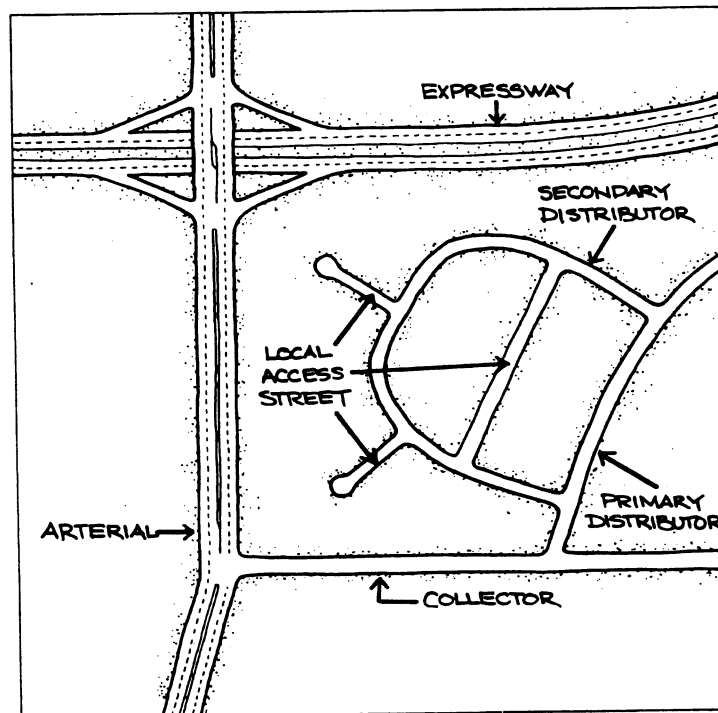 EXPRESSWAY
SECONDARY
DISTRIBUTOR
LOCAL
ACCESS
STREET
PRIMARY
DISTRIBUTOR
ARTERIAL
COLLECTOR